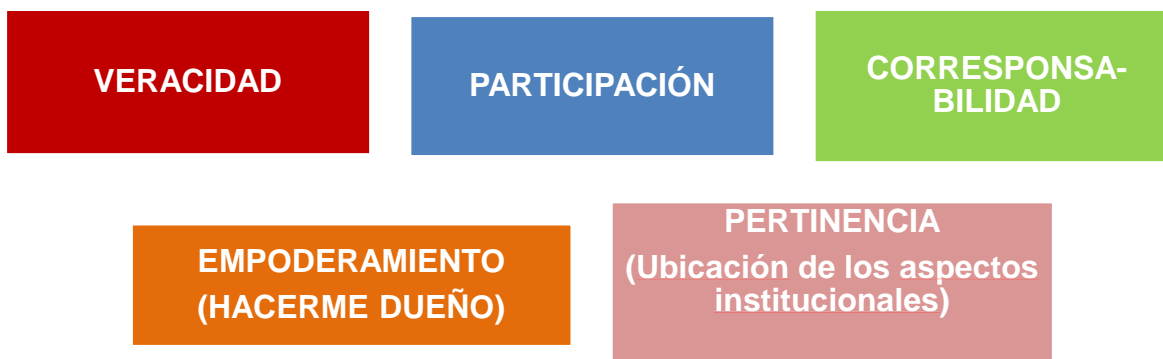 VERACIDAD
PARTICIPACIÓN
CORRESPONSA-
BILIDAD
EMPODERAMIENTO
(HACERME DUEÑO)
PERTINENCIA
(Ubicación de los aspectos
institucionales)